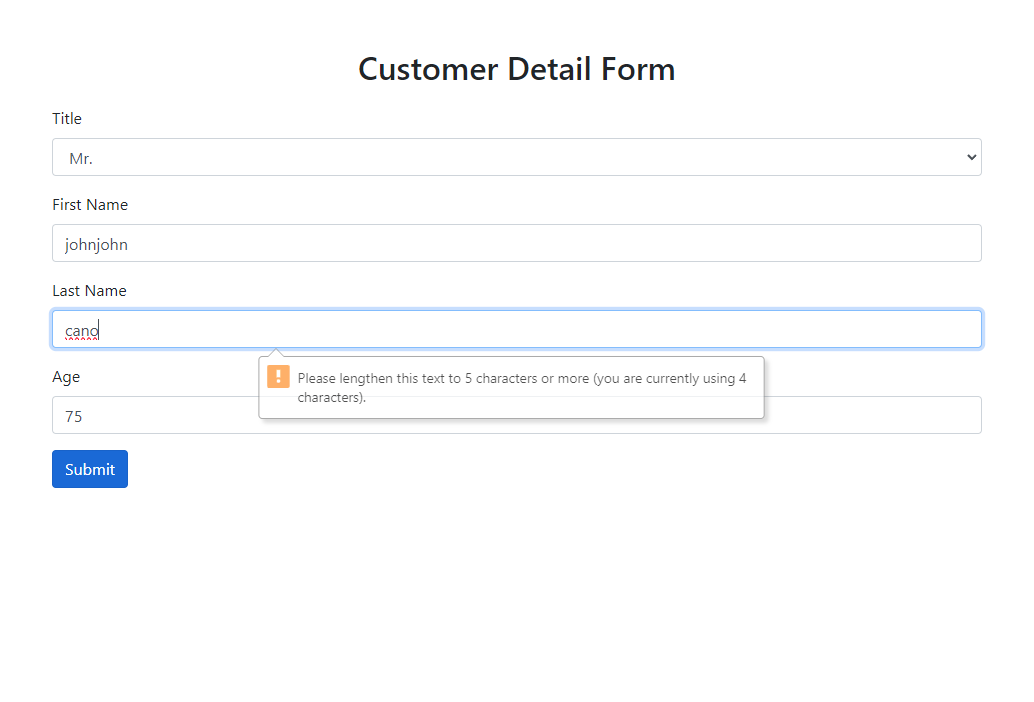 Customer Detail Form
Title
Mr.
First Name
johnjohn
Last Name
cano
Please lengthen this text to 5 characters or more (you are currently using 4
characters).
Age
75
Submit